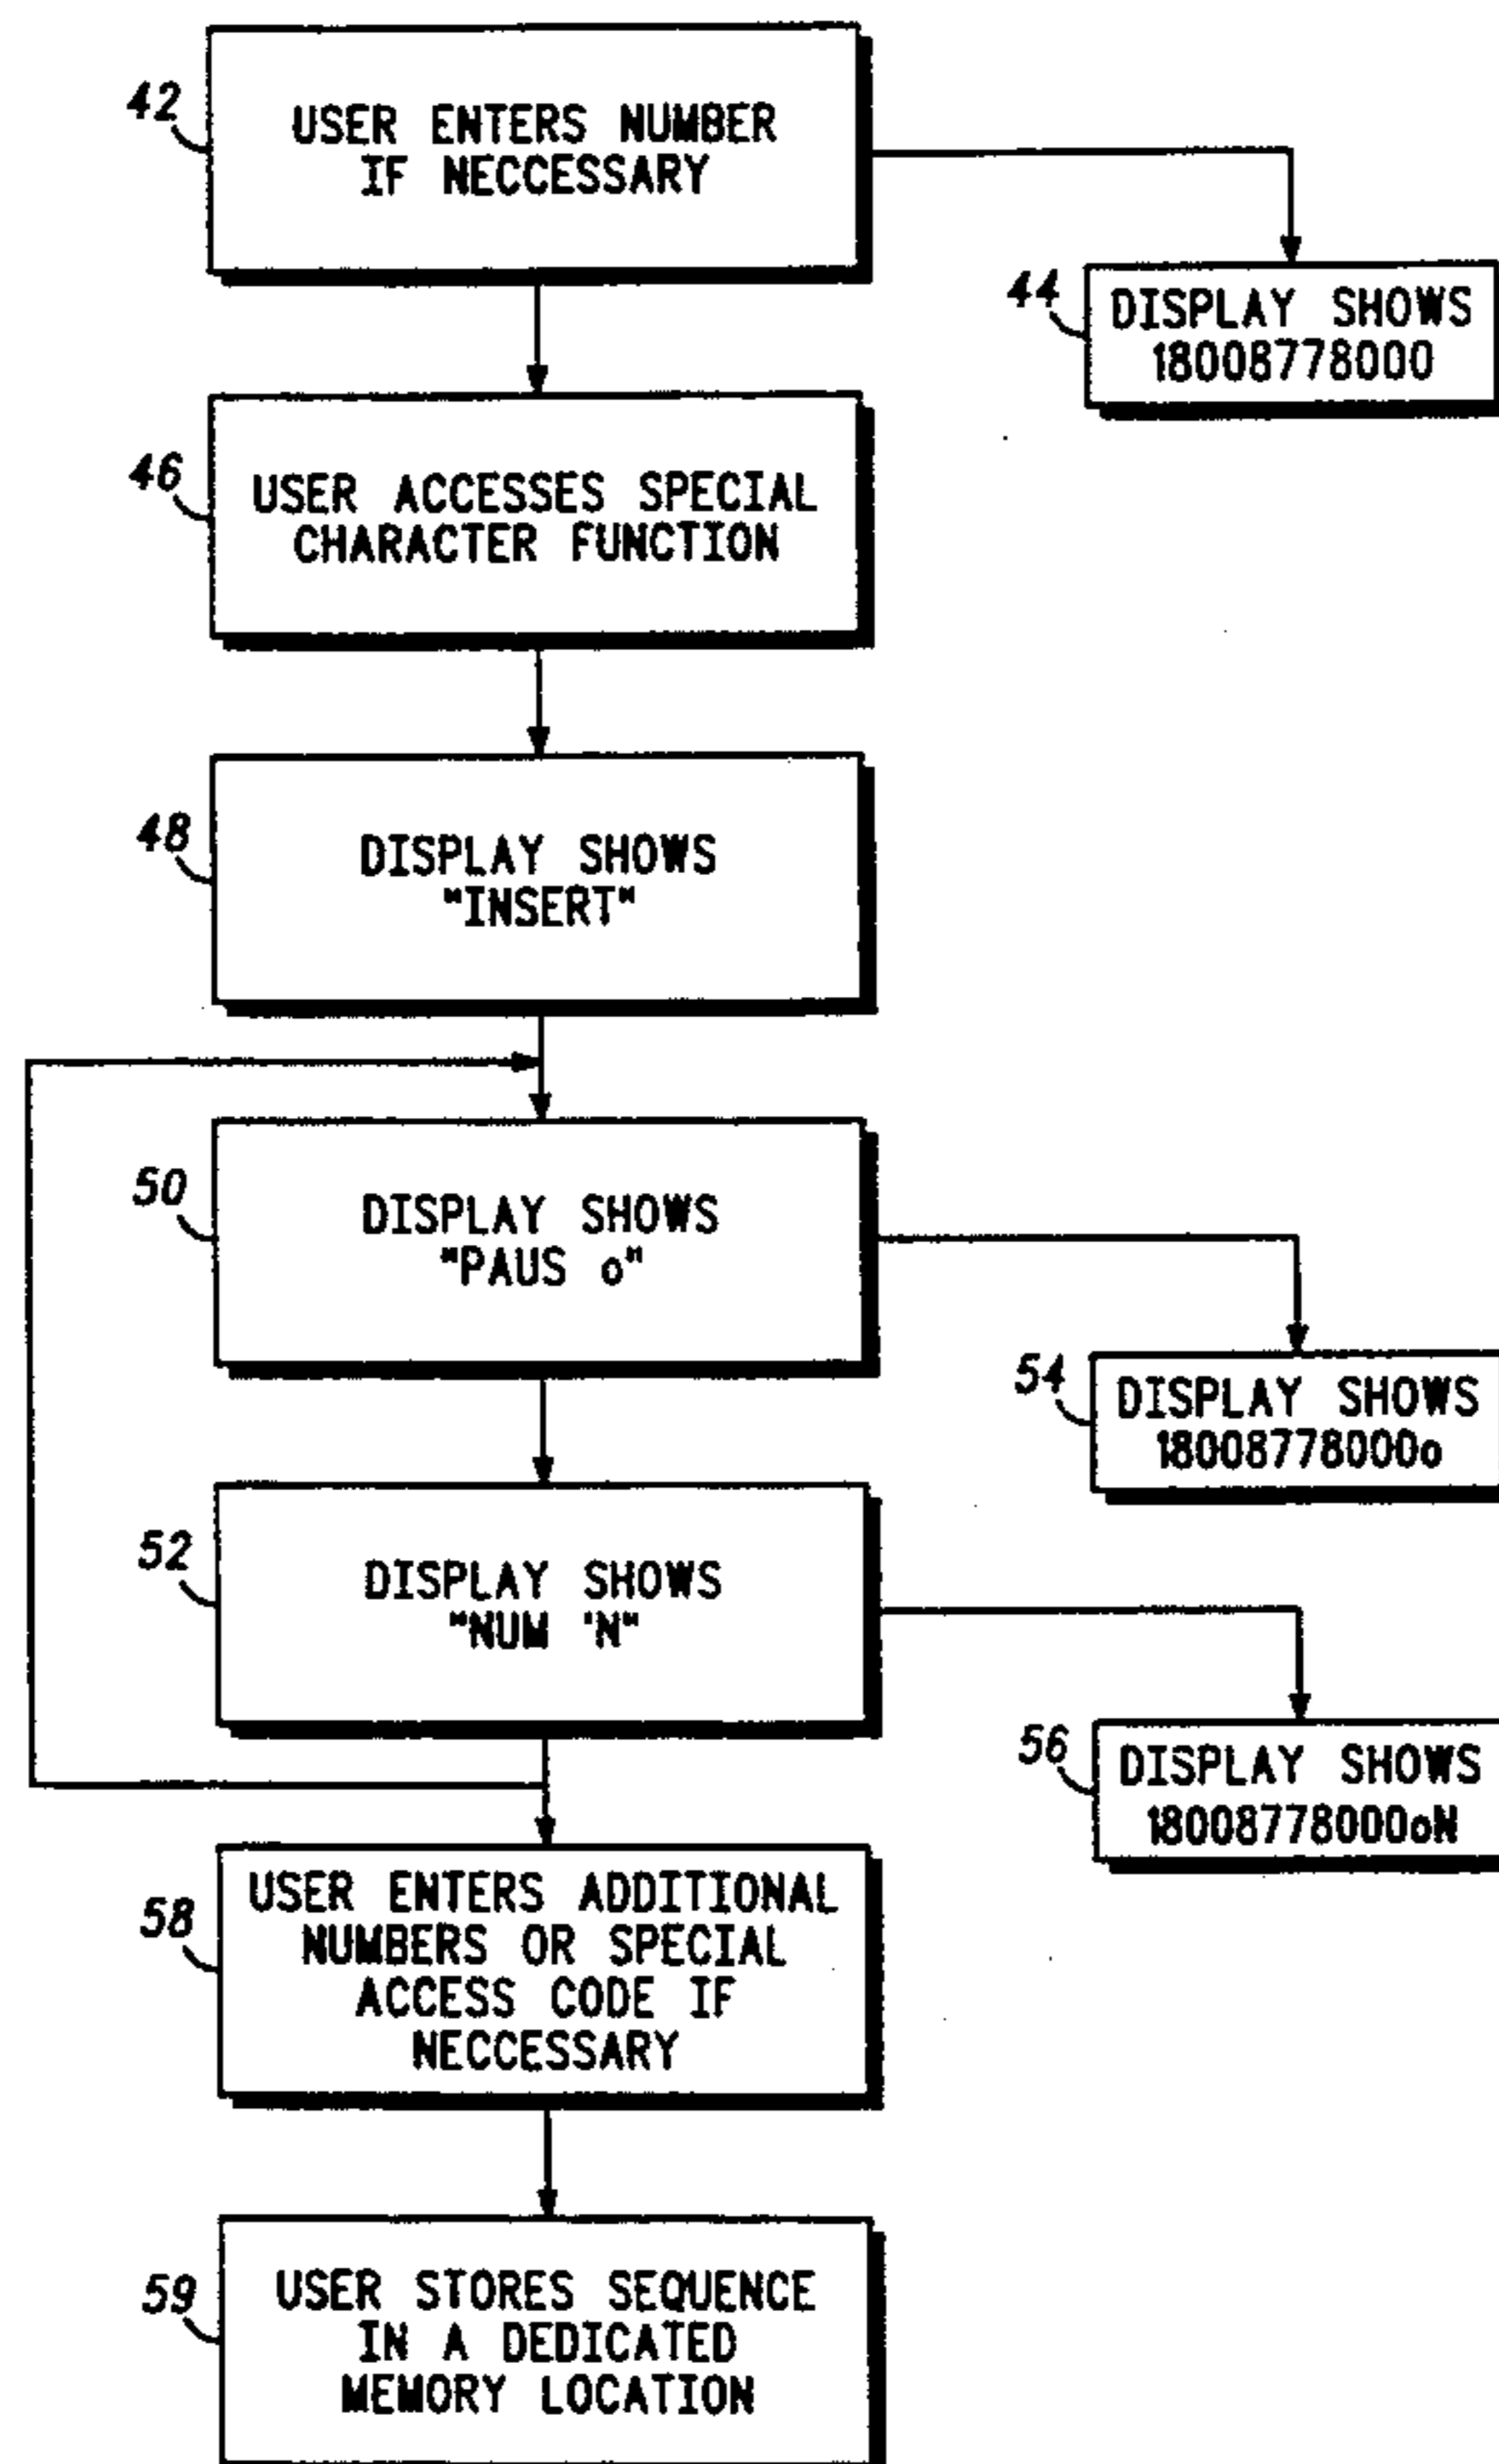 42
USER ENTERS NUMBER
IF NECCESSARY
44
DISPLAY SHOWS
18008778000
46
USER ACCESSES SPECIAL
CHARACTER FUNCTION
48
DISPLAY SHOWS
"INSERT"
50
DISPLAY SHOWS
"PAUS o"
54
DISPLAY SHOWS
18008778000o
52
DISPLAY SHOWS
"NUM 'N"
56
DISPLAY SHOWS
18008778000oN
58
USER ENTERS ADDITIONAL
NUMBERS OR SPECIAL
ACCESS CODE IF
NECCESSARY
59
USER STORES SEQUENCE
IN A DEDICATED
MEMORY LOCATION